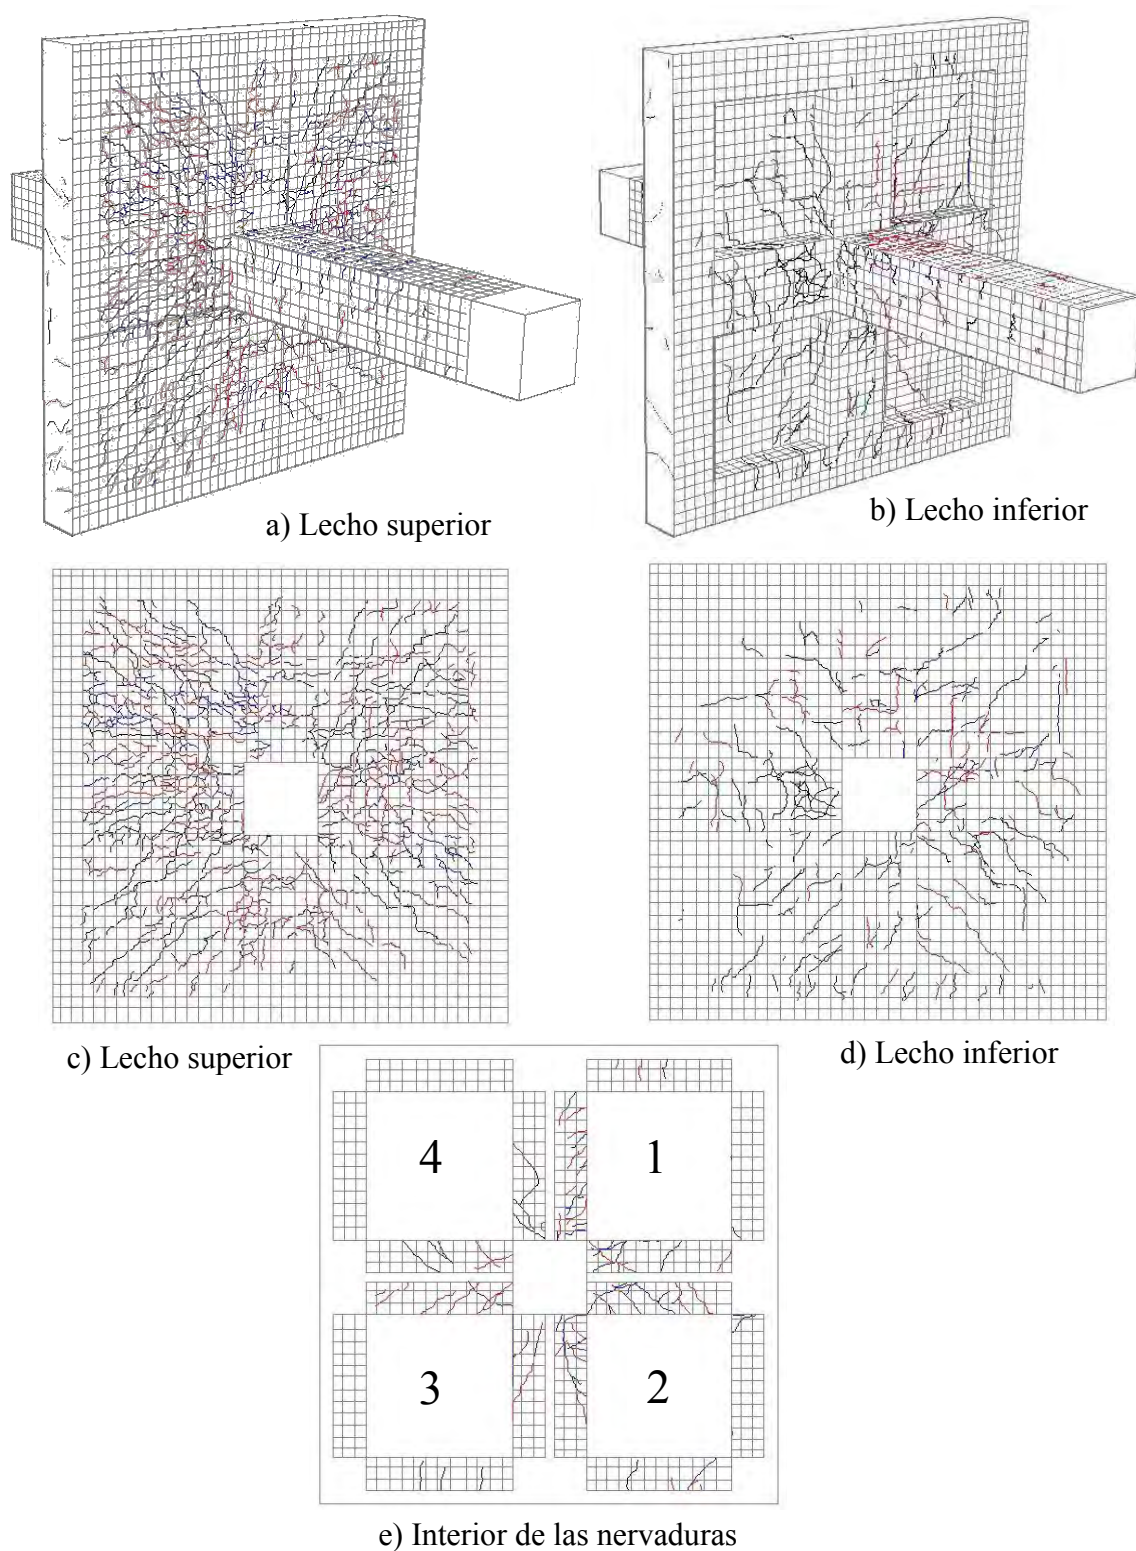 a) Lecho superior
b) Lecho inferior
c) Lecho superior
d) Lecho inferior
4
1
3
2
e) Interior de las nervaduras